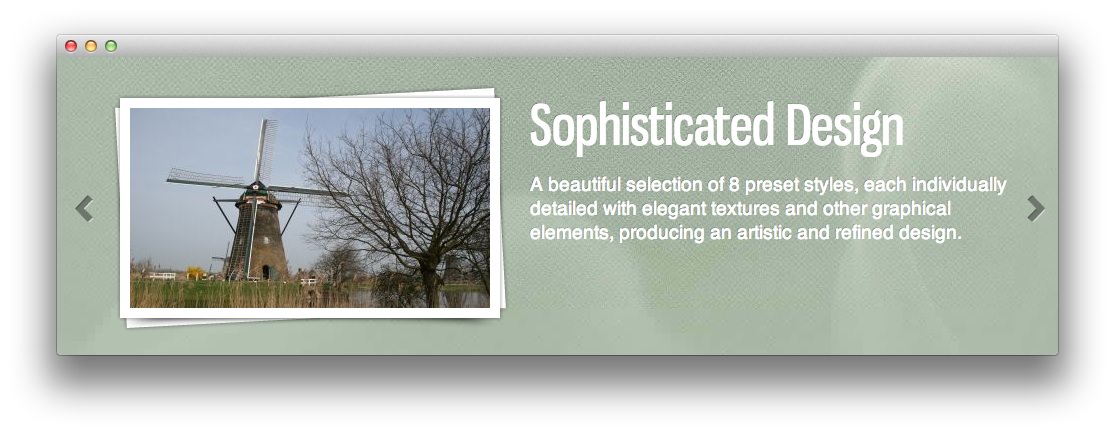 Sophisticated Design
A beautiful selection of 8 preset styles, each individually
detailed with elegant textures and other graphical
elements, producing an artistic and refined design.